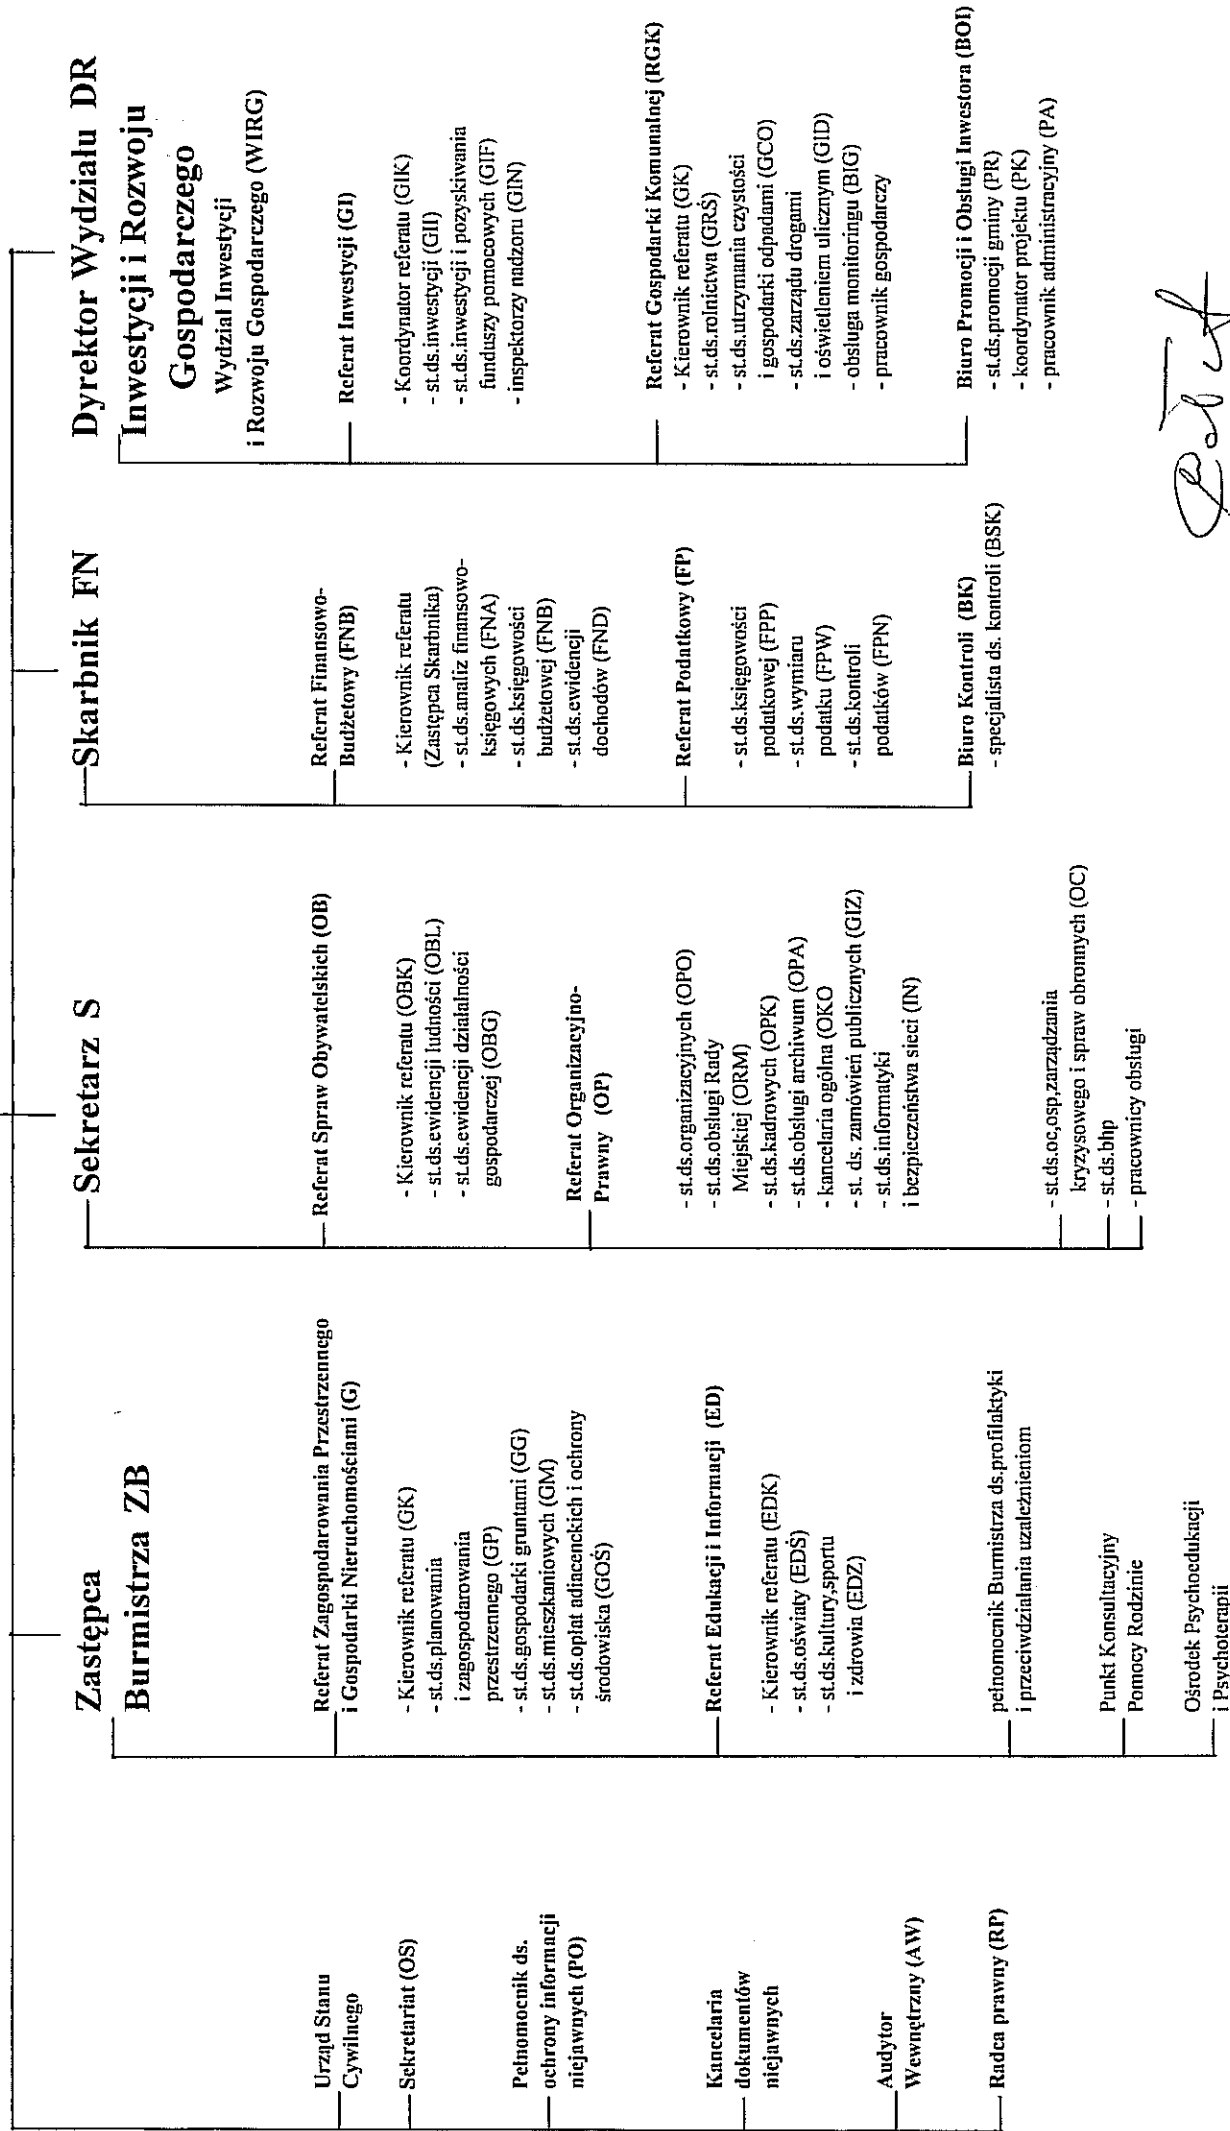 Urząd Stanu
Cywilnego
Sekretariat (OS)
Pełnomocnik ds.
ochrony informacji
niejawnych (PO)
Kancelaria
dokumentów
niejawnych
Audytor
Wewnętrzny (AW)
Radca prawny (RP)
Zastępca
Burmistrza ZB
Referat Zagospodarowania Przestrzennego
i Gospodarki Nieruchomościami (G)
- Kierownik referatu (GK)
- st.ds.planowania
i zagospodarowania
przestrzennego (GP)
- st.ds.gospodarki gruntami (GG)
- st.ds.mieszkaniowych (GM)
- st.ds.opłat adiacenckich i ochrony
środowiska (GOŚ)
Referat Edukacji i Informacji (ED)
- Kierownik referatu (EDK)
- st.ds.oświaty (EDŚ)
- st.ds.kultury,sportu
i zdrowia (EDZ)
pełnomocnik Burmistrza ds.profilaktyki
i przeciwdziałania uzależnieniom
Punkt Konsultacyjny
Pomocy Rodzinie
Ośrodek Psychoedukacji
i Psychoterapii
Sekretarz S
Referat Spraw Obywatelskich (OB)
- Kierownik referatu (OBK)
- st.ds.ewidencji ludności (OBL)
- st.ds.ewidencji działalności
gospodarczej (OBG)
Referat Organizacyjno-
Prawny (OP)
- st.ds.organizacyjnych (OPO)
- st.ds.obsługi Rady
Miejskiej (ORM)
- st.ds.kadrowych (OPK)
- st.ds.obsługi archiwum (OPA)
- kancelaria ogólna (OKO
- st. ds. zamówień publicznych (GIZ)
- st.ds.informatyki
i bezpieczeństwa sieci (IN)
- st.ds.oc,osp,zarządzania
kryzysowego i spraw obronnych (OC)
- st.ds.bhp
- pracownicy obsługi
Skarbnik FN
Referat Finansowo-
Budżetowy (FNB)
- Kierownik referatu
(Zastępca Skarbnika)
- st.ds.analiz finansowo-
księgowych (FNA)
- st.ds.księgowości
budżetowej (FNB)
- st.ds.ewidencji
dochodów (FND)
Referat Podatkowy (FP)
- st.ds.księgowości
podatkowej (FPP)
- st.ds.wymiaru
podatku (FPW)
- st.ds.kontroli
podatków (FPN)
Biuro Kontroli (BK)
- specjalista ds. kontroli (BSK)
Dyrektor Wydziału DR
Inwestycji i Rozwoju
Gospodarczego
Wydział Inwestycji
i Rozwoju Gospodarczego (WIRG)
Referat Inwestycji (GI)
- Koordynator referatu (GIK)
- st.ds.inwestycji (GII)
- st.ds.inwestycji i pozyskiwania
funduszy pomocowych (GIF)
- inspektorzy nadzoru (GIN)
Referat Gospodarki Komunalnej (RGK)
- Kierownik referatu (GK)
- st.ds.rolnictwa (GRŚ)
- st.ds.utrzymania czystości
i gospodarki odpadami (GCO)
- st.ds.zarządu drogami
i oświetleniem ulicznym (GID)
- obsługa monitoringu (BIG)
- pracownik gospodarczy
Biuro Promocji i Obsługi Inwestora (BOI)
- st.ds.promocji gminy (PR)
- koordynator projektu (PK)
- pracownik administracyjny (PA)